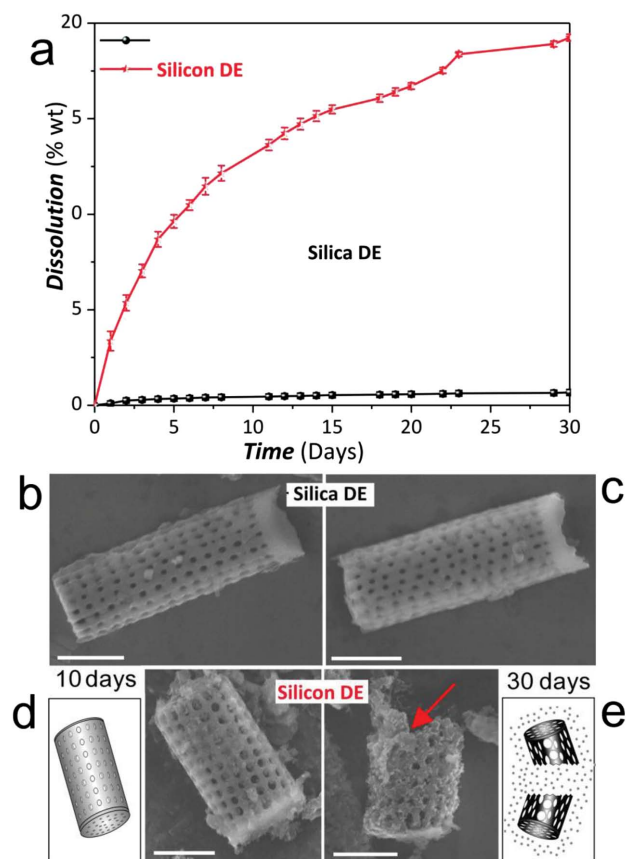 a
20
Silicon DE
5
0
Silica DE
5
0
Dissolution (% wt)
0 5 10 15 20 25 30
Time (Days)
b
Silica DE
c
10 days
Silicon DE
30 days
d
e